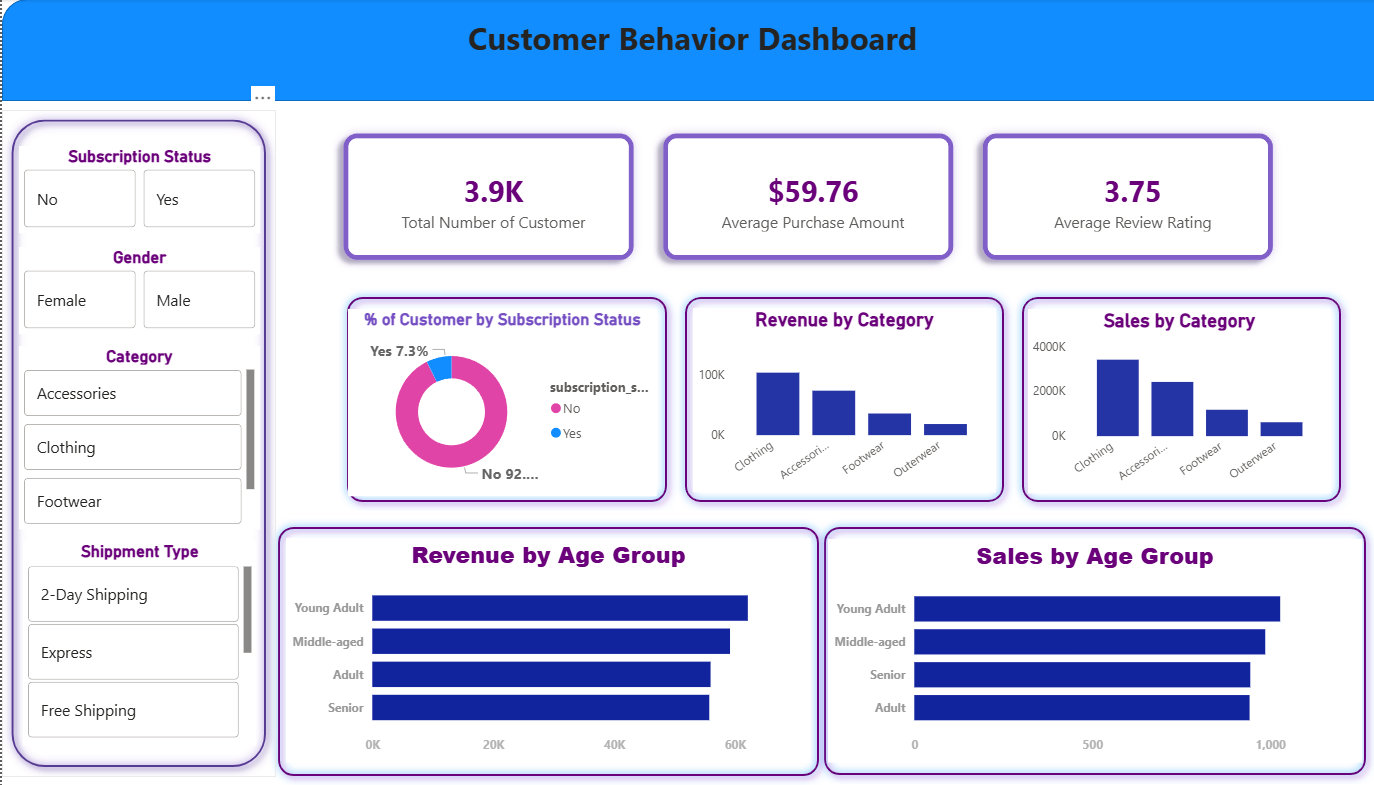 Customer Behavior Dashboard
...
Subscription Status
No
Yes
Gender
Female
Male
Category
Accessories
Clothing
Footwear
Shippment Type
2-Day Shipping
Express
Free Shipping
3.9K
Total Number of Customer
$59.76
Average Purchase Amount
3.75
Average Review Rating
% of Customer by Subscription Status
Yes 7.3%
No 92....
subscription_s...
No
Yes
Revenue by Category
100K
0K
Clothing
Accessori...
Footwear
Outerwear
Sales by Category
4000K
2000K
0K
Clothing
Accessori...
Footwear
Outerwear
Revenue by Age Group
Young Adult
Middle-aged
Adult
Senior
0K
20K
40K
60K
Sales by Age Group
Young Adult
Middle-aged
Senior
Adult
0
500
1,000